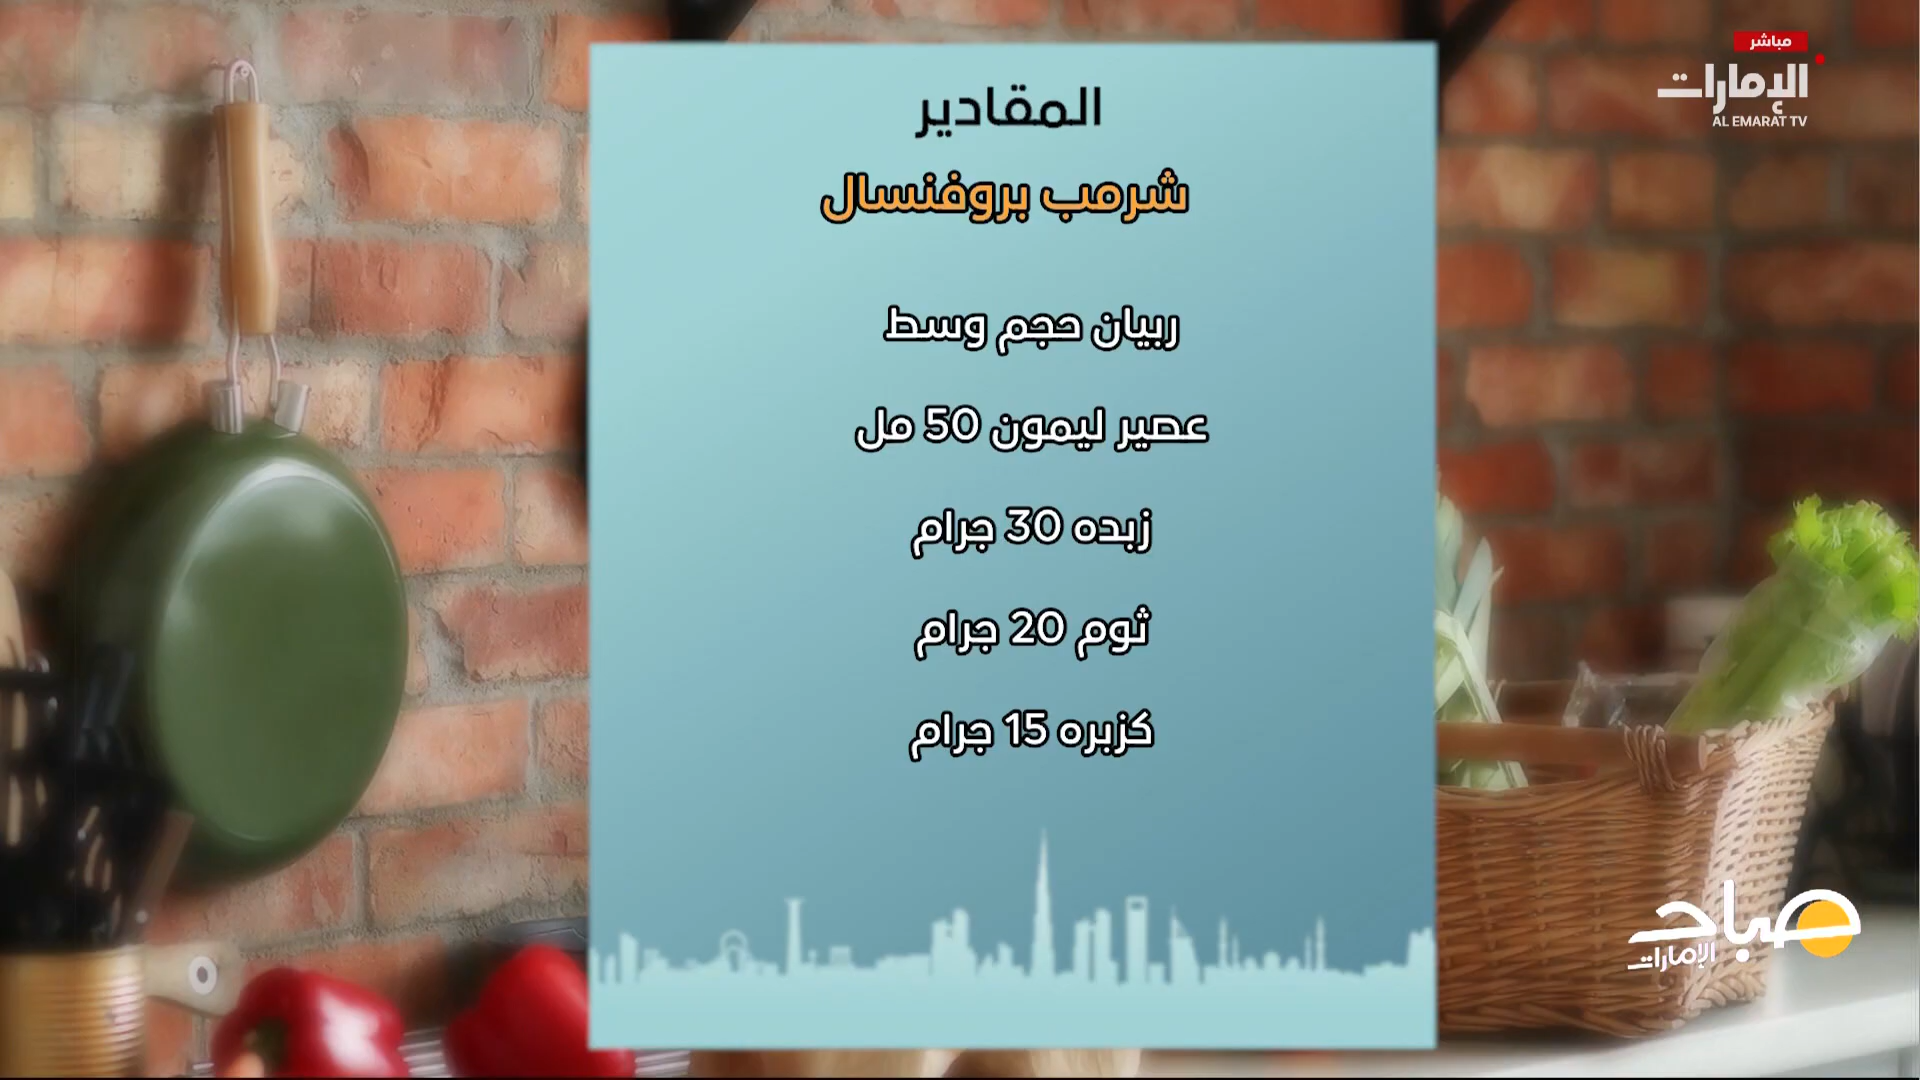 مباشر
الإمارات
AL EMARAT TV
المقادير
شرمب بروفنسال
ربيان حجم وسط
عصير ليمون 50 مل
زبده 30 جرام
ثوم 20 جرام
كزبره 15 جرام
صباح
الإمارات